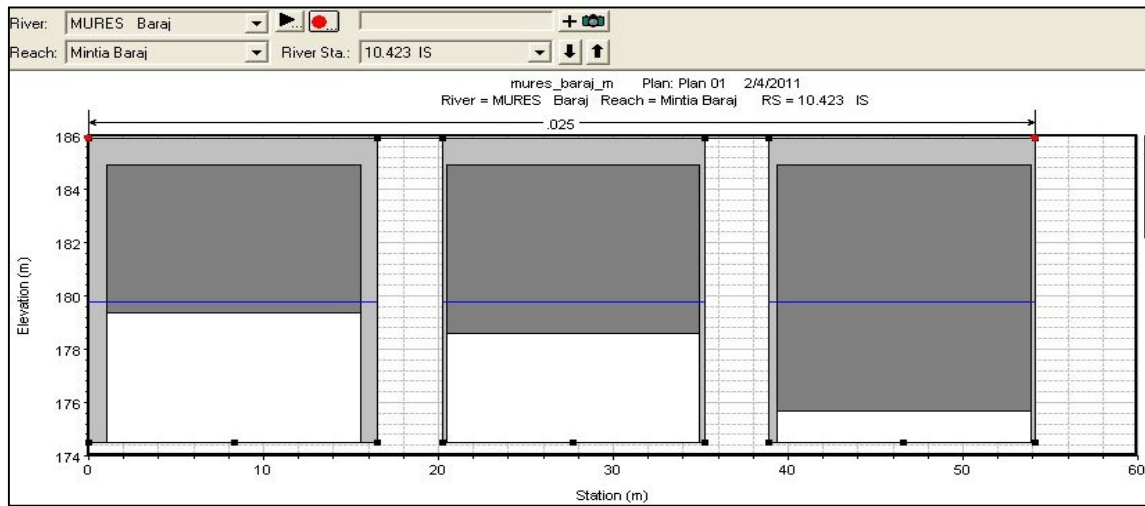 River: MURES Baraj ... ... +
Reach: Mintia Baraj River Sta.: 10.423 IS
mures_baraj_m Plan: Plan 01 2/4/2011
River = MURES Baraj Reach = Mintia Baraj RS = 10.423 IS
.025
186
184
182
180
178
176
174
Elevation (m)
0 10 20 30 40 50 60
Station (m)